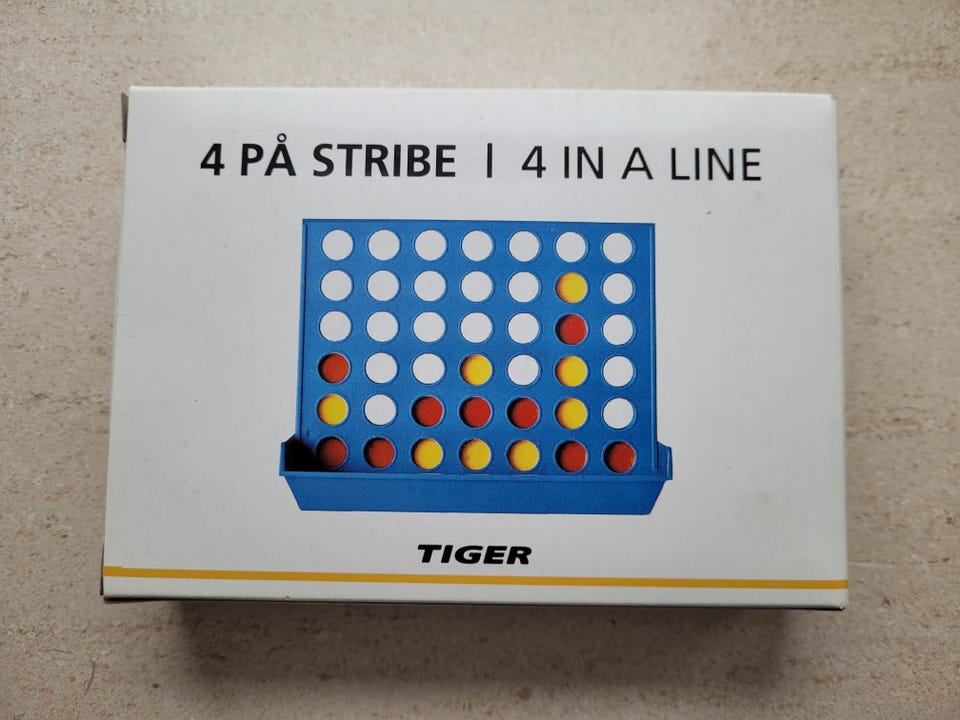 4 PÅ STRIBE | 4 IN A LINE
TIGER